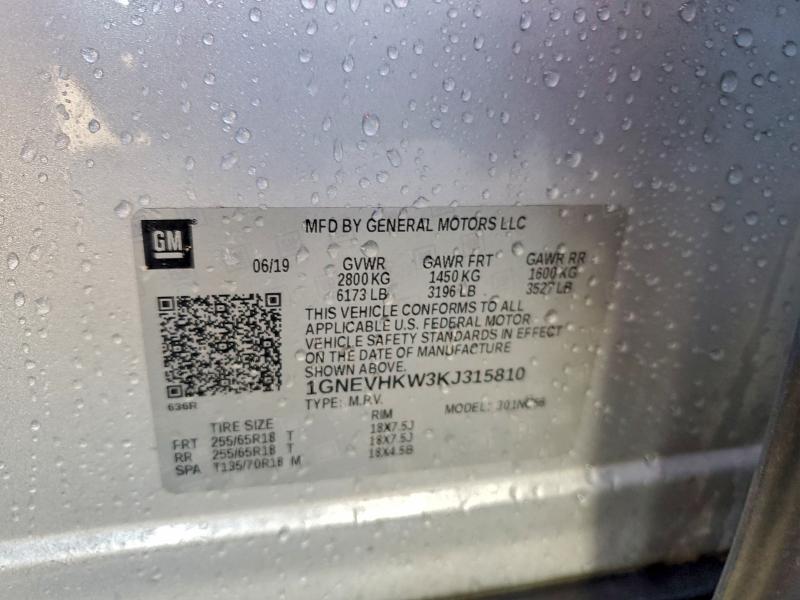 GM
MFD BY GENERAL MOTORS LLC
06/19 GVWR GAWR FRT GAWR RR
2800 KG 1450 KG 1600 KG
6173 LB 3196 LB 3527 LB
THIS VEHICLE CONFORMS TO ALL
APPLICABLE U.S. FEDERAL MOTOR
VEHICLE SAFETY STANDARDS IN EFFECT
ON THE DATE OF MANUFACTURE
SHOWN ABOVE.
1GNEVHKW3KJ315810
TYPE: M.P.V. MODEL:
636R
TIRE SIZE RIM
FRT 255/65R18 T 18X7.5J
RR 255/65R18 T 18X7.5J
SPA T135/70R18 M 18X4.5B